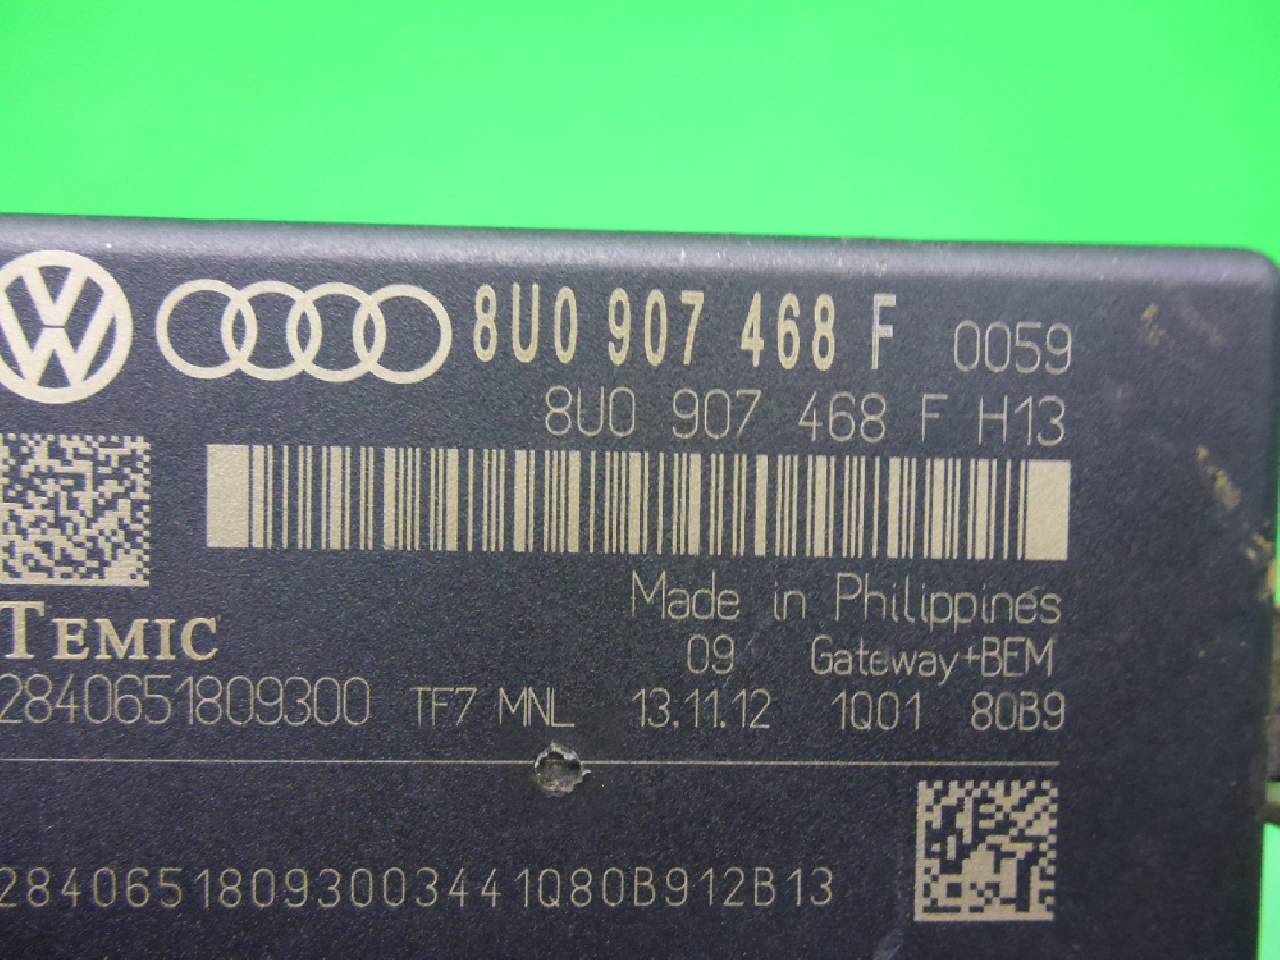 8U0 907 468 F 0059
8U0 907 468 F H13
Made in Philippines
TEMIC
09 Gateway+BEM
2840651809300 TF7 MNL 13.11.12 1Q01 80B9
28406518093003441Q80B912B13